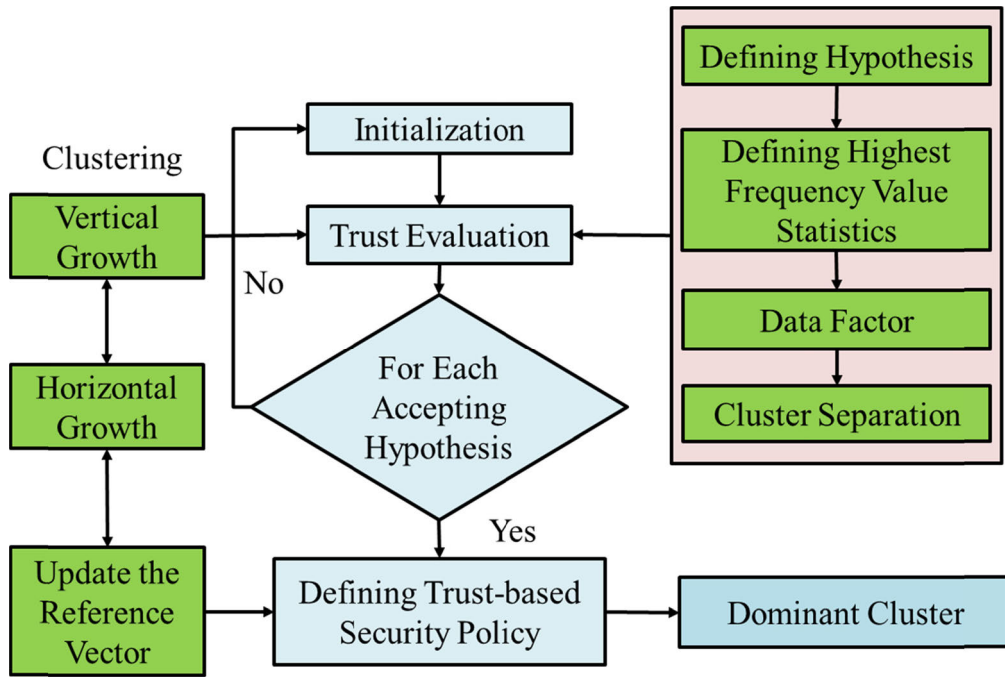 Clustering
Vertical
Growth
Horizontal
Growth
Update the
Reference
Vector
Initialization
Trust Evaluation
No
For Each
Accepting
Hypothesis
Yes
Defining Trust-based
Security Policy
Dominant Cluster
Defining Hypothesis
Defining Highest
Frequency Value
Statistics
Data Factor
Cluster Separation